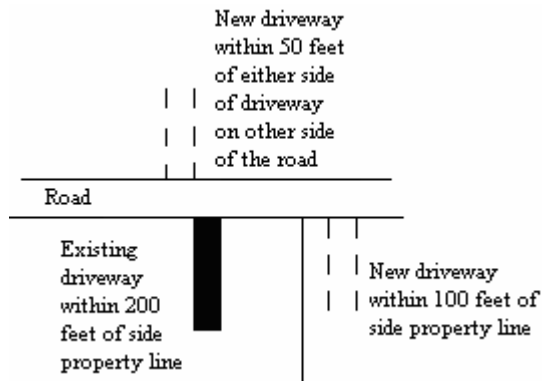 New driveway
within 50 feet
of either side
of driveway
on other side
of the road
Road
Existing
driveway
within 200
feet of side
property line
New driveway
within 100 feet of
side property line